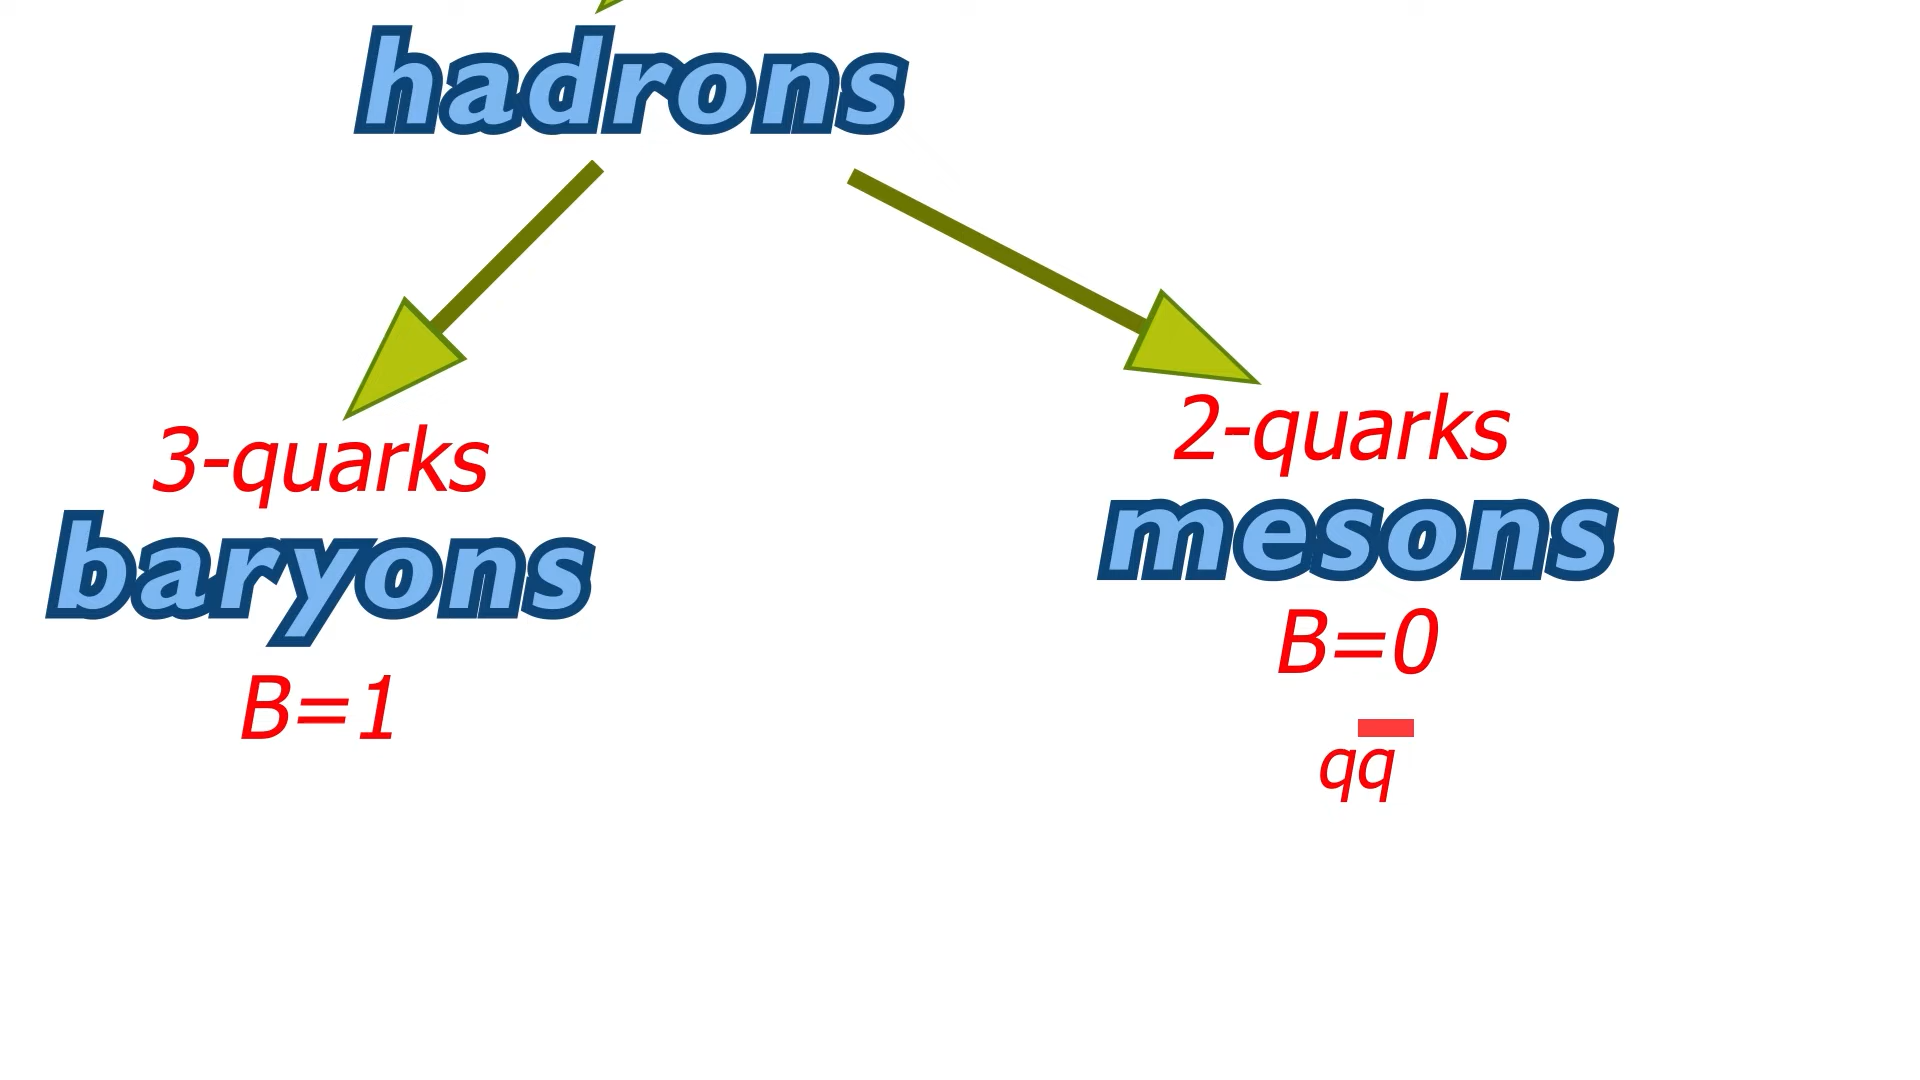 hadrons
3-quarks
baryons
B=1
2-quarks
mesons
B=0
qq̅